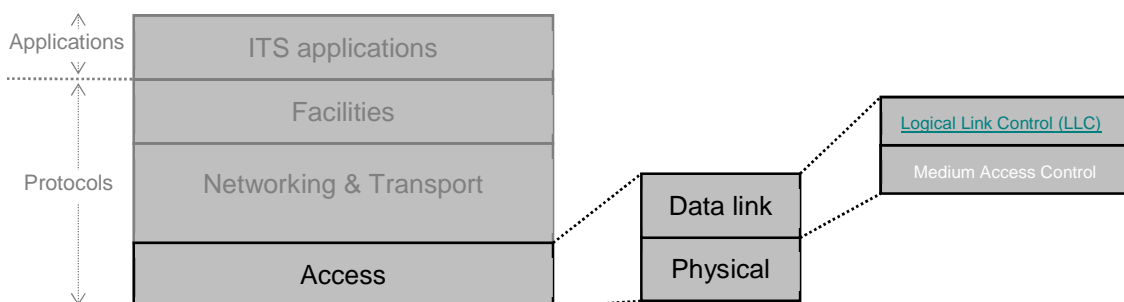 Applications
ITS applications
Facilities
Protocols
Networking & Transport
Access
Data link
Physical
Logical Link Control (LLC)
Medium Access Control